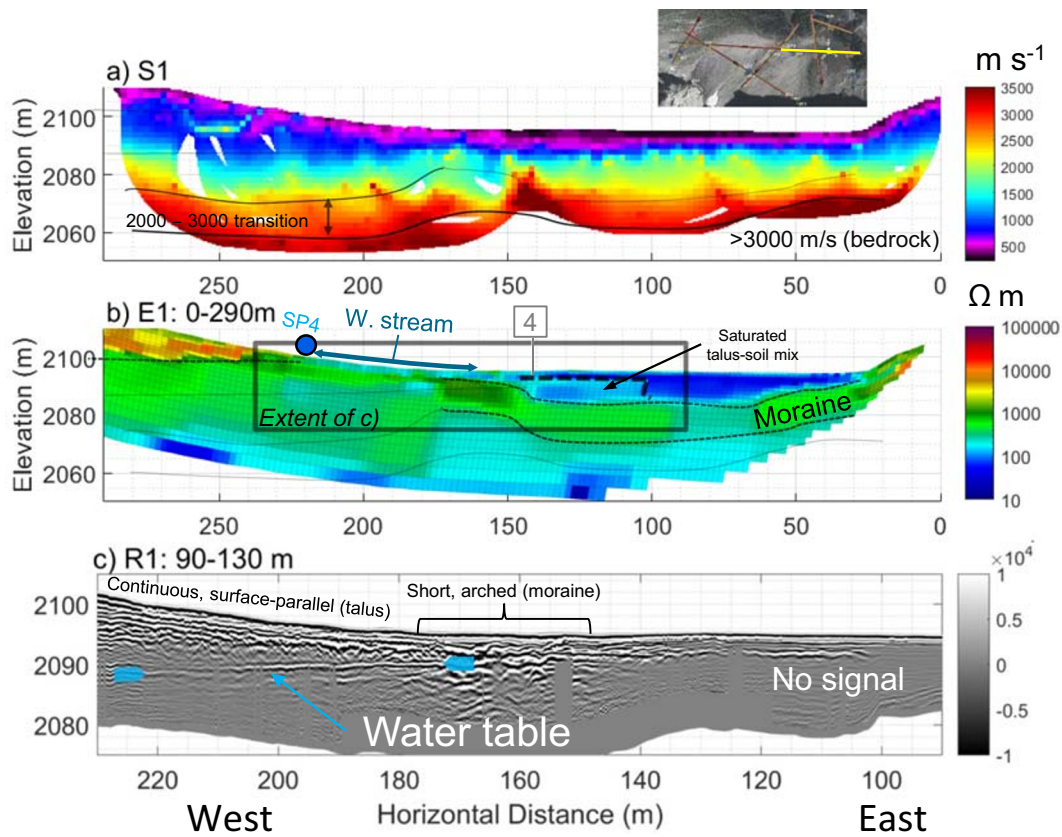 a) S1
m s-1
Elevation (m)
2100
2080
2060
2000 – 3000 transition
>3000 m/s (bedrock)
3500
3000
2500
2000
1500
1000
500
250
200
150
100
50
0
b) E1: 0-290m
SP4
W. stream
4
Saturated
talus-soil mix
Ω m
Elevation (m)
2100
2080
2060
Extent of c)
Moraine
100000
10000
1000
100
10
250
200
150
100
50
0
c) R1: 90-130 m
×10^4
Continuous, surface-parallel (talus)
Short, arched (moraine)
2100
2090
2080
Water table
No signal
1
0.5
0
-0.5
-1
220
200
180
160
140
120
100
West
Horizontal Distance (m)
East